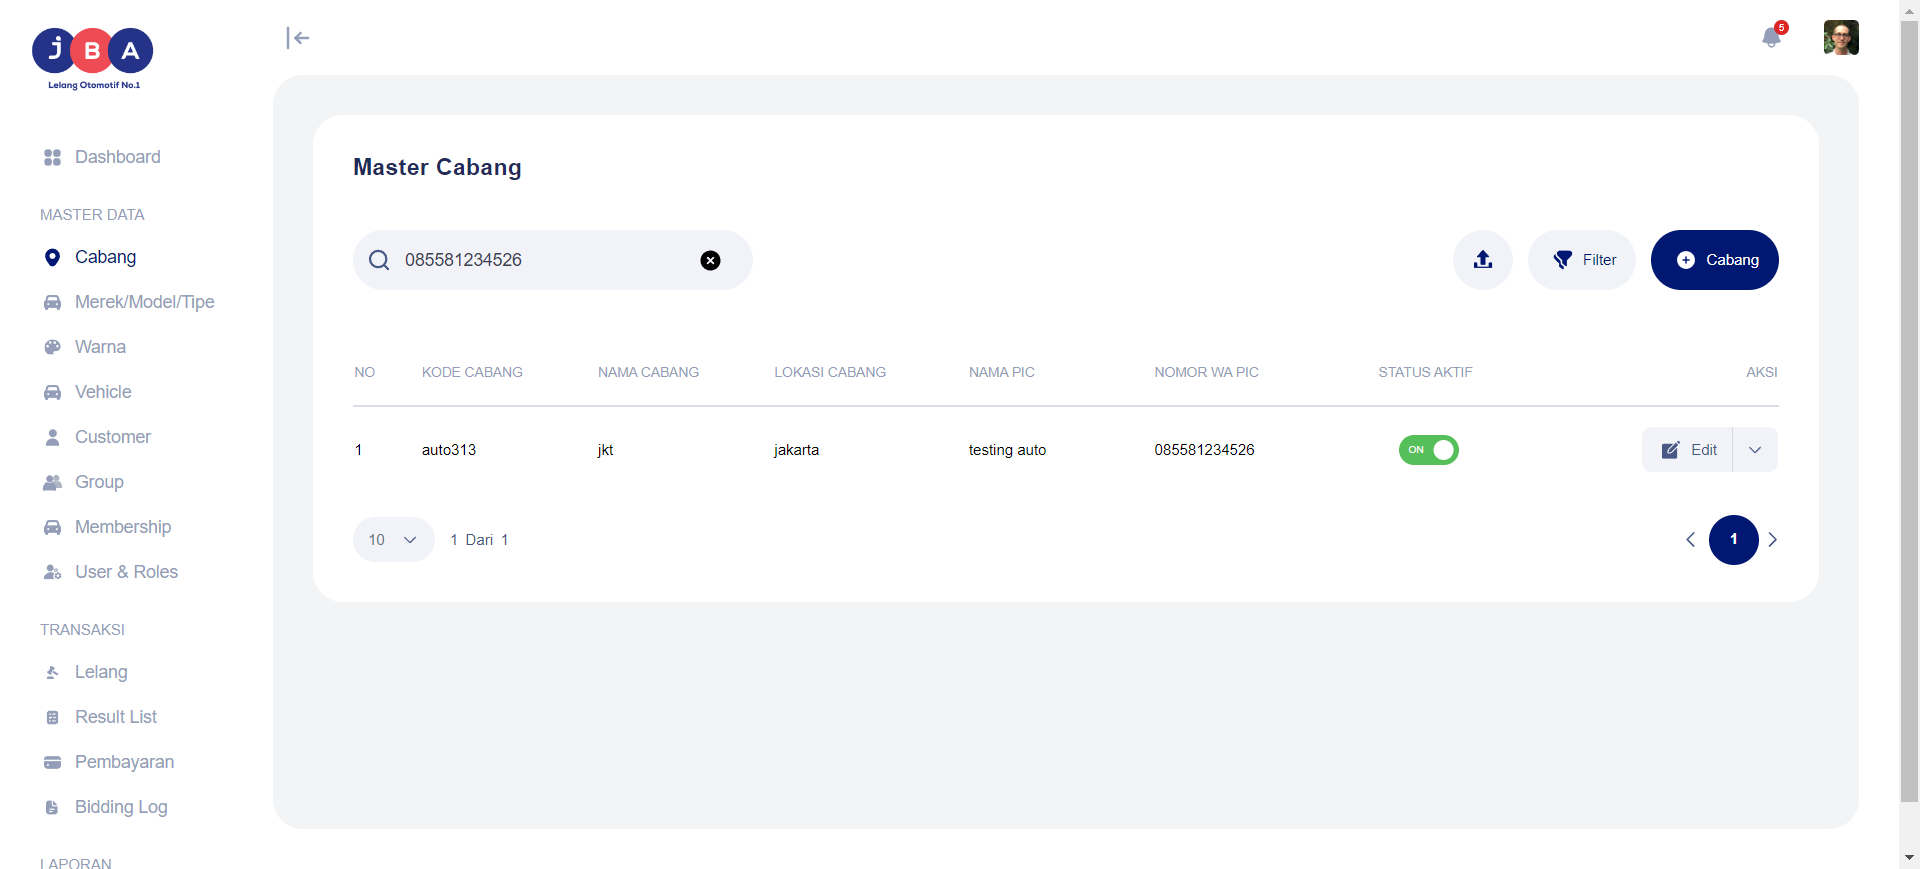 JBA
Lelang Otomotif No.1
5
Dashboard
MASTER DATA
Cabang
Merek/Model/Tipe
Warna
Vehicle
Customer
Group
Membership
User & Roles
TRANSAKSI
Lelang
Result List
Pembayaran
Bidding Log
LAPORAN
Master Cabang
085581234526
Filter
Cabang
NO KODE CABANG NAMA CABANG LOKASI CABANG NAMA PIC NOMOR WA PIC STATUS AKTIF AKSI
1 auto313 jkt jakarta testing auto 085581234526 ON Edit
10 1 Dari 1 1